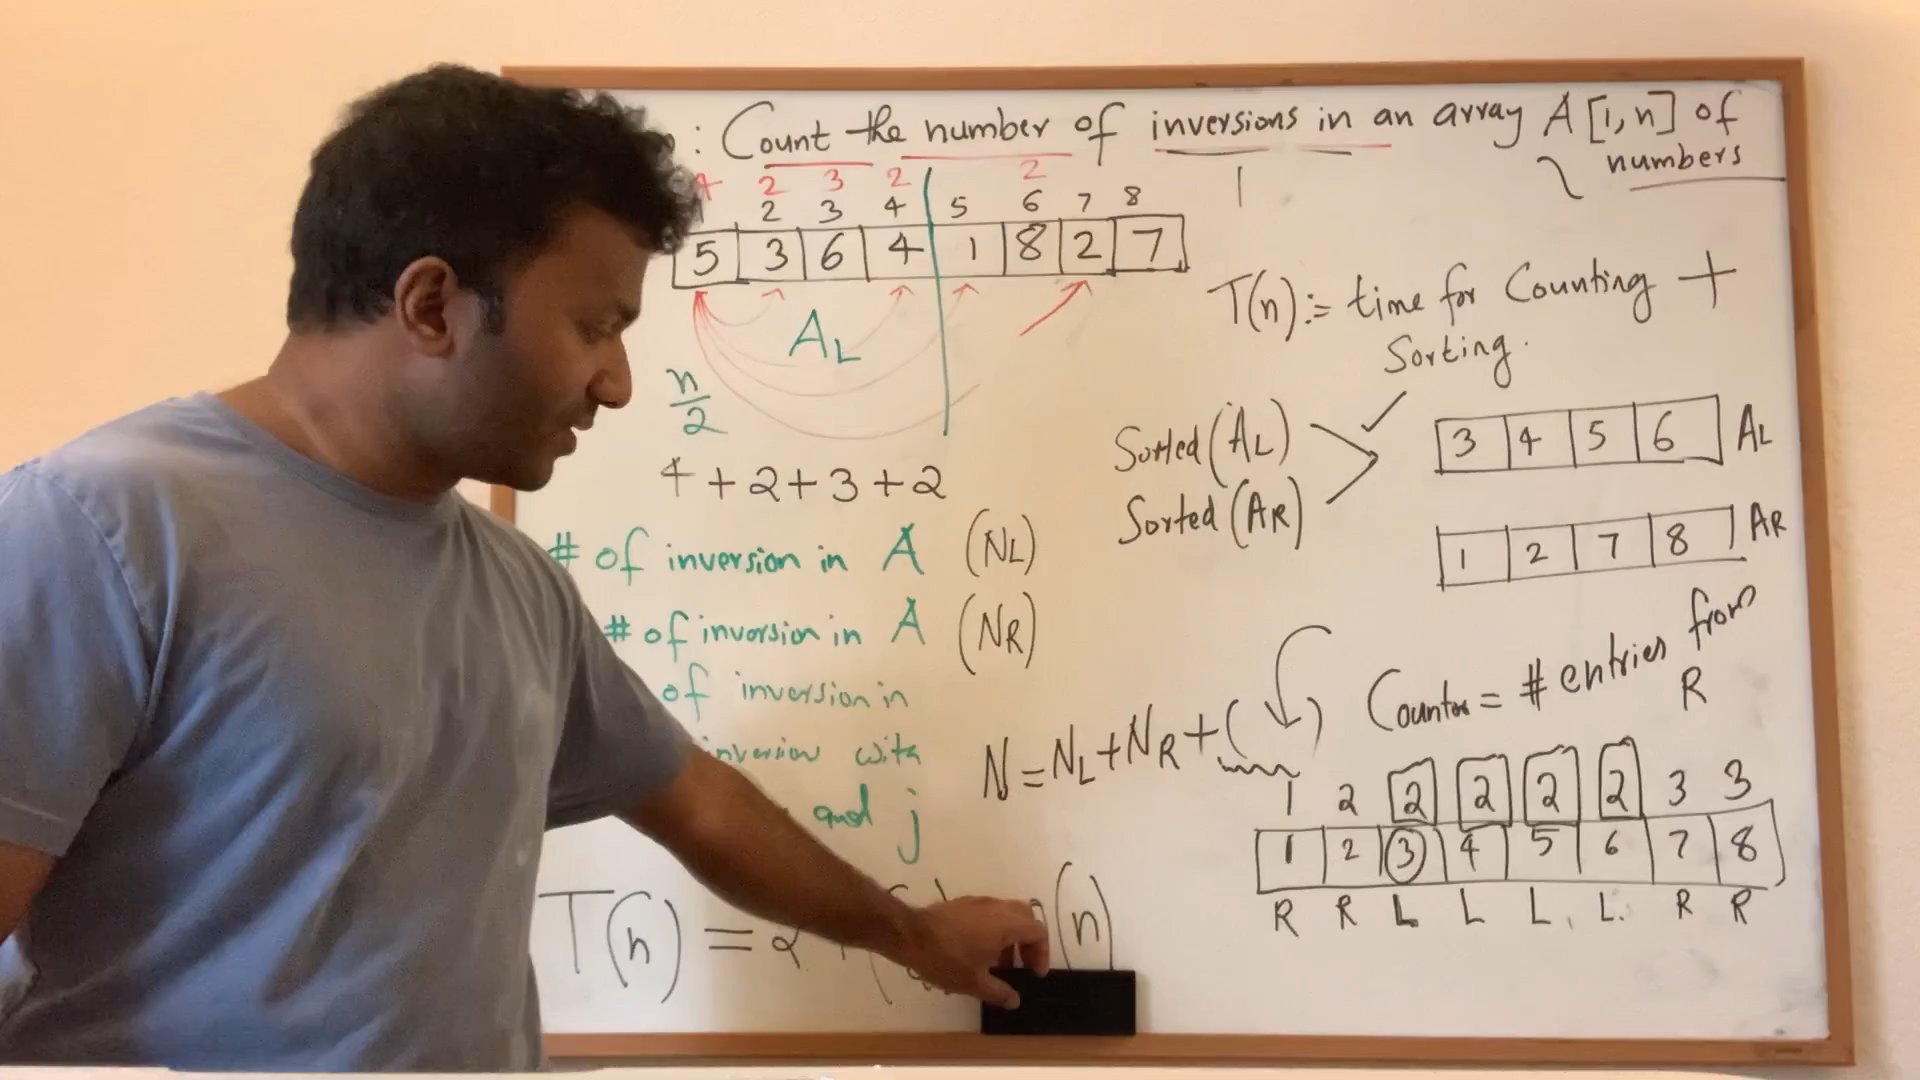 : Count the number of inversions in an array A[1,n] of
numbers
4 2 3 2 2
2 3 4 5 6 7 8
5 3 6 4 1 8 2 7
AL
n/2
T(n):= time for Counting +
Sorting.
4+2+3+2
Sorted(AL)
Sorted(AR)
3 4 5 6 AL
1 2 7 8 AR
# of inversion in A (NL)
# of inversion in A (NR)
of inversion in
inversion with
and j
N=NL+NR+( )
Counter = # entries from
R
1 2 2 2 2 2 3 3
1 2 3 4 5 6 7 8
R R L L L L. R R
T(n) = 2 (n)